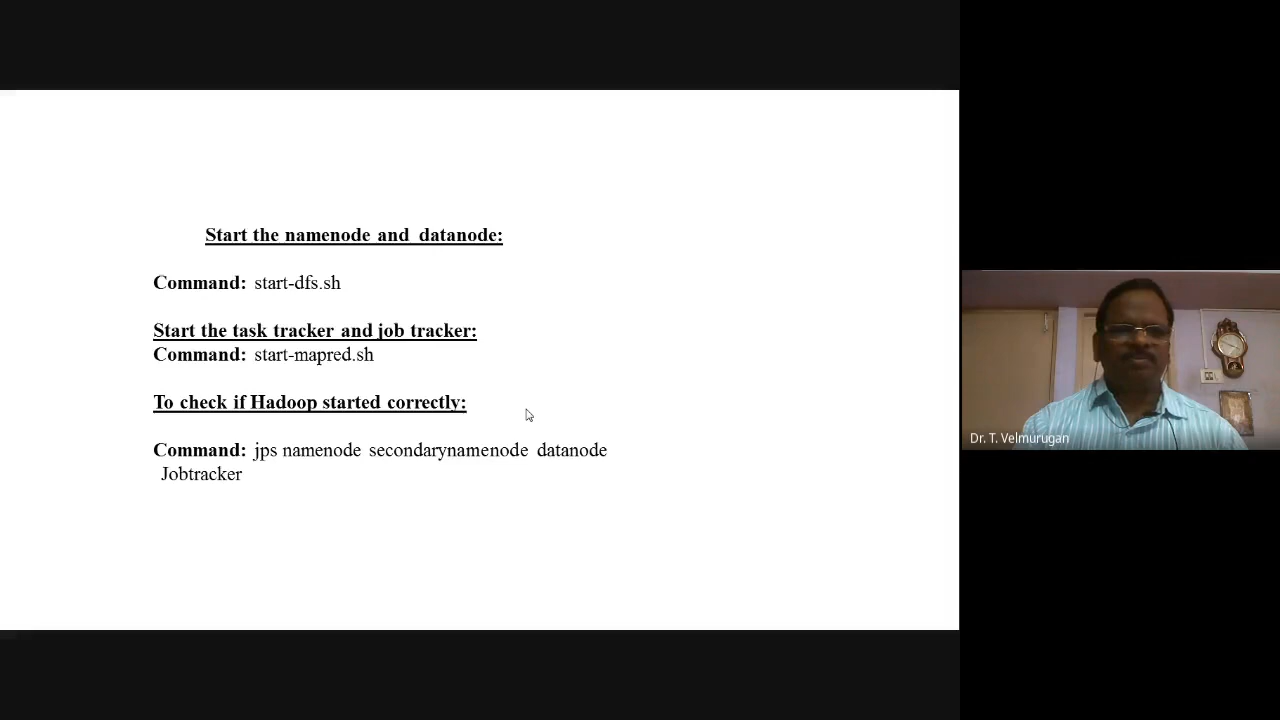 Start the namenode and datanode:
Command: start-dfs.sh
Start the task tracker and job tracker:
Command: start-mapred.sh
To check if Hadoop started correctly:
Command: jps namenode secondarynamenode datanode
Jobtracker
Dr. T. Velmurugan